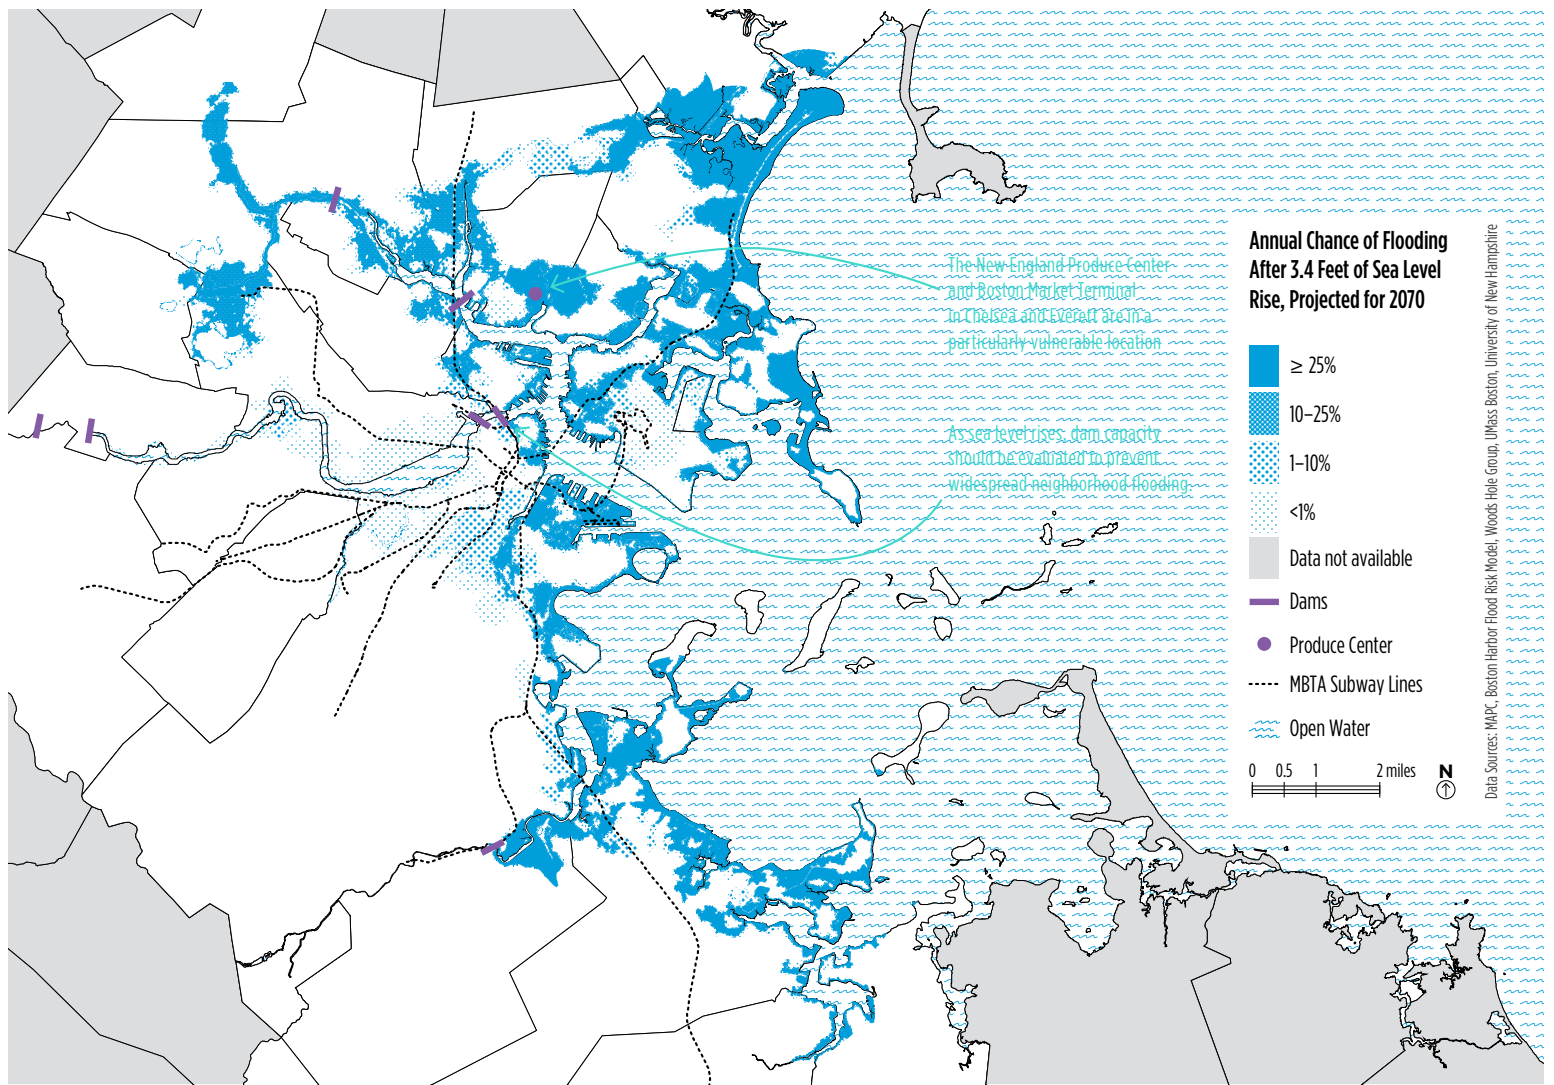 The New England Produce Center
and Boston Market Terminal
in Chelsea and Everett are in a
particularly vulnerable location
As sea level rises, dam capacity
should be evaluated to prevent
widespread neighborhood flooding
Annual Chance of Flooding
After 3.4 Feet of Sea Level
Rise, Projected for 2070
≥ 25%
10–25%
1–10%
<1%
Data not available
Dams
Produce Center
MBTA Subway Lines
Open Water
0 0.5 1 2 miles
N
Data Sources: MAPC, Boston Harbor Flood Risk Model, Woods Hole Group, UMass Boston, University of New Hampshire